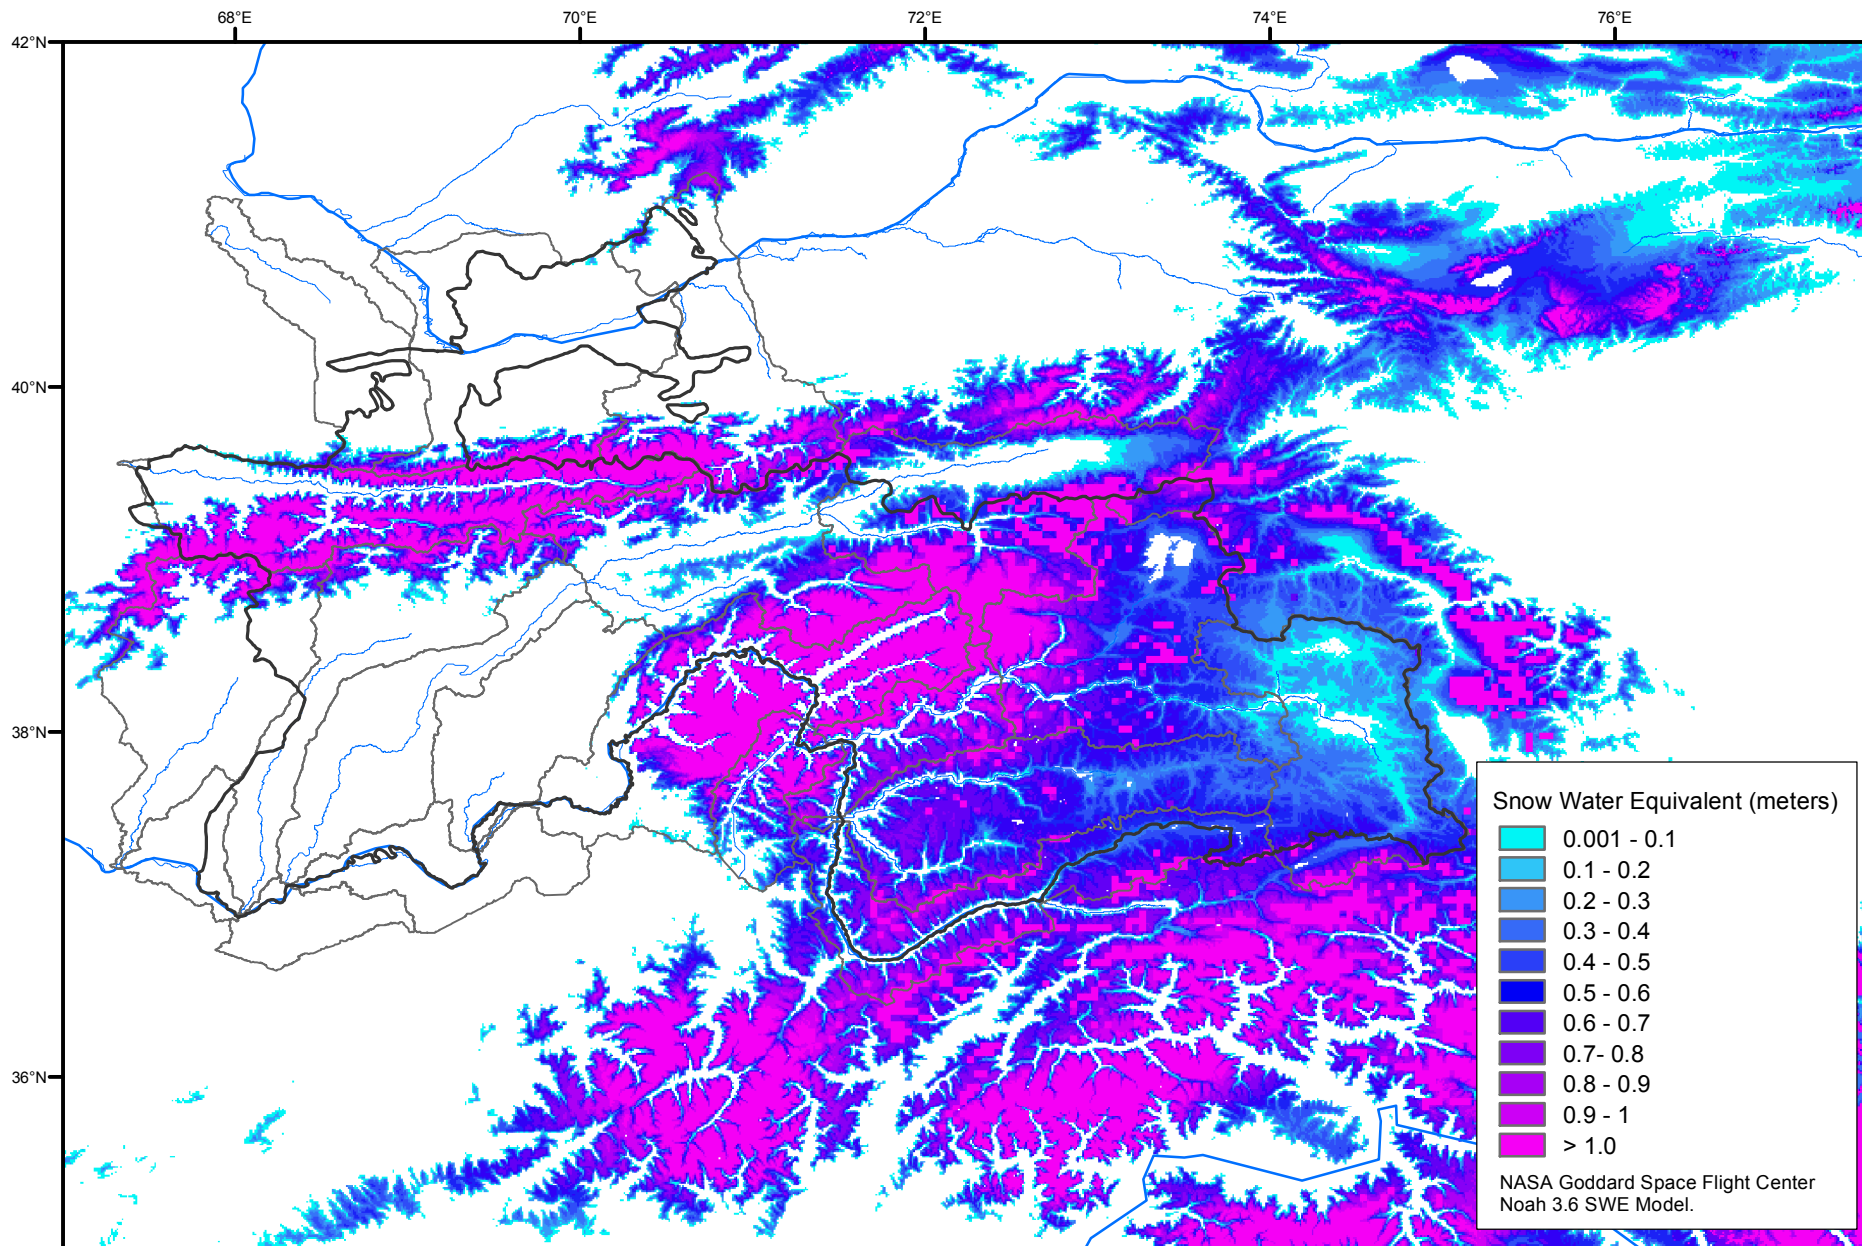 68°E 70°E 72°E 74°E 76°E
42°N
40°N
38°N
36°N
Snow Water Equivalent (meters)
0.001 - 0.1
0.1 - 0.2
0.2 - 0.3
0.3 - 0.4
0.4 - 0.5
0.5 - 0.6
0.6 - 0.7
0.7- 0.8
0.8 - 0.9
0.9 - 1
> 1.0
NASA Goddard Space Flight Center
Noah 3.6 SWE Model.